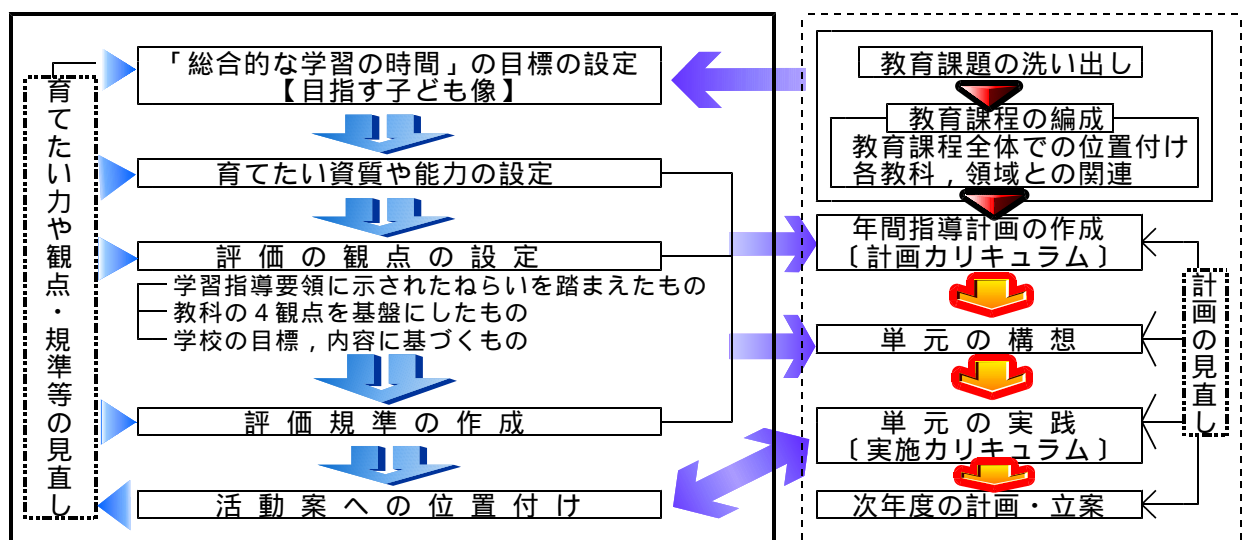 育てたい力や観点・規準等の見直し
「総合的な学習の時間」の目標の設定
【目指す子ども像】
育てたい資質や能力の設定
評価の観点の設定
学習指導要領に示されたねらいを踏まえたもの
教科の４観点を基盤にしたもの
学校の目標，内容に基づくもの
評価規準の作成
活動案への位置付け
教育課題の洗い出し
教育課程の編成
教育課程全体での位置付け
各教科，領域との関連
年間指導計画の作成
〔計画カリキュラム〕
単元の構想
単元の実践
〔実施カリキュラム〕
次年度の計画・立案
計画の見直し